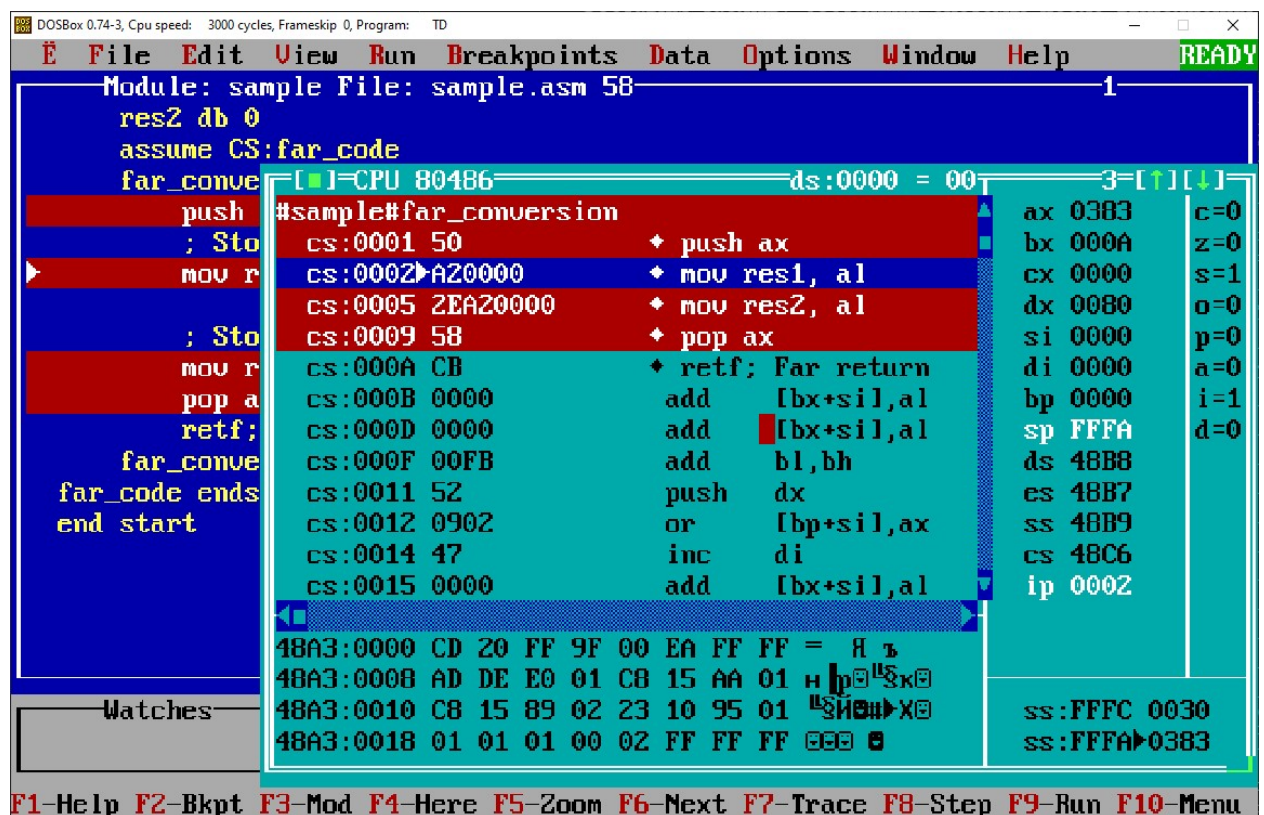 DOSBox 0.74-3, Cpu speed: 3000 cycles, Frameskip 0, Program: TD
Ë File Edit View Run Breakpoints Data Options Window Help READY
Module: sample File: sample.asm 58 1
res2 db 0
assume CS:far_code
far_conve
push
; Sto
mov r
; Sto
mov r
pop a
retf;
far_conve
far_code ends
end start
[■]=CPU 80486 ds:0000 = 00 3=[↑][↓]
#sample#far_conversion
cs:0001 50 ♦ push ax
cs:0002►A20000 ♦ mov res1, al
cs:0005 2EA20000 ♦ mov res2, al
cs:0009 58 ♦ pop ax
cs:000A CB ♦ retf; Far return
cs:000B 0000 add [bx+si],al
cs:000D 0000 add [bx+si],al
cs:000F 00FB add bl,bh
cs:0011 52 push dx
cs:0012 0902 or [bp+si],ax
cs:0014 47 inc di
cs:0015 0000 add [bx+si],al
ax 0383 c=0
bx 000A z=0
cx 0000 s=1
dx 0080 o=0
si 0000 p=0
di 0000 a=0
bp 0000 i=1
sp FFFA d=0
ds 48B8
es 48B7
ss 48B9
cs 48C6
ip 0002
48A3:0000 CD 20 FF 9F 00 EA FF FF = Я ъ
48A3:0008 AD DE E0 01 C8 15 AA 01
48A3:0010 C8 15 89 02 23 10 95 01
48A3:0018 01 01 01 00 02 FF FF FF
ss:FFFC 0030
ss:FFFA►0383
Watches
F1-Help F2-Bkpt F3-Mod F4-Here F5-Zoom F6-Next F7-Trace F8-Step F9-Run F10-Menu